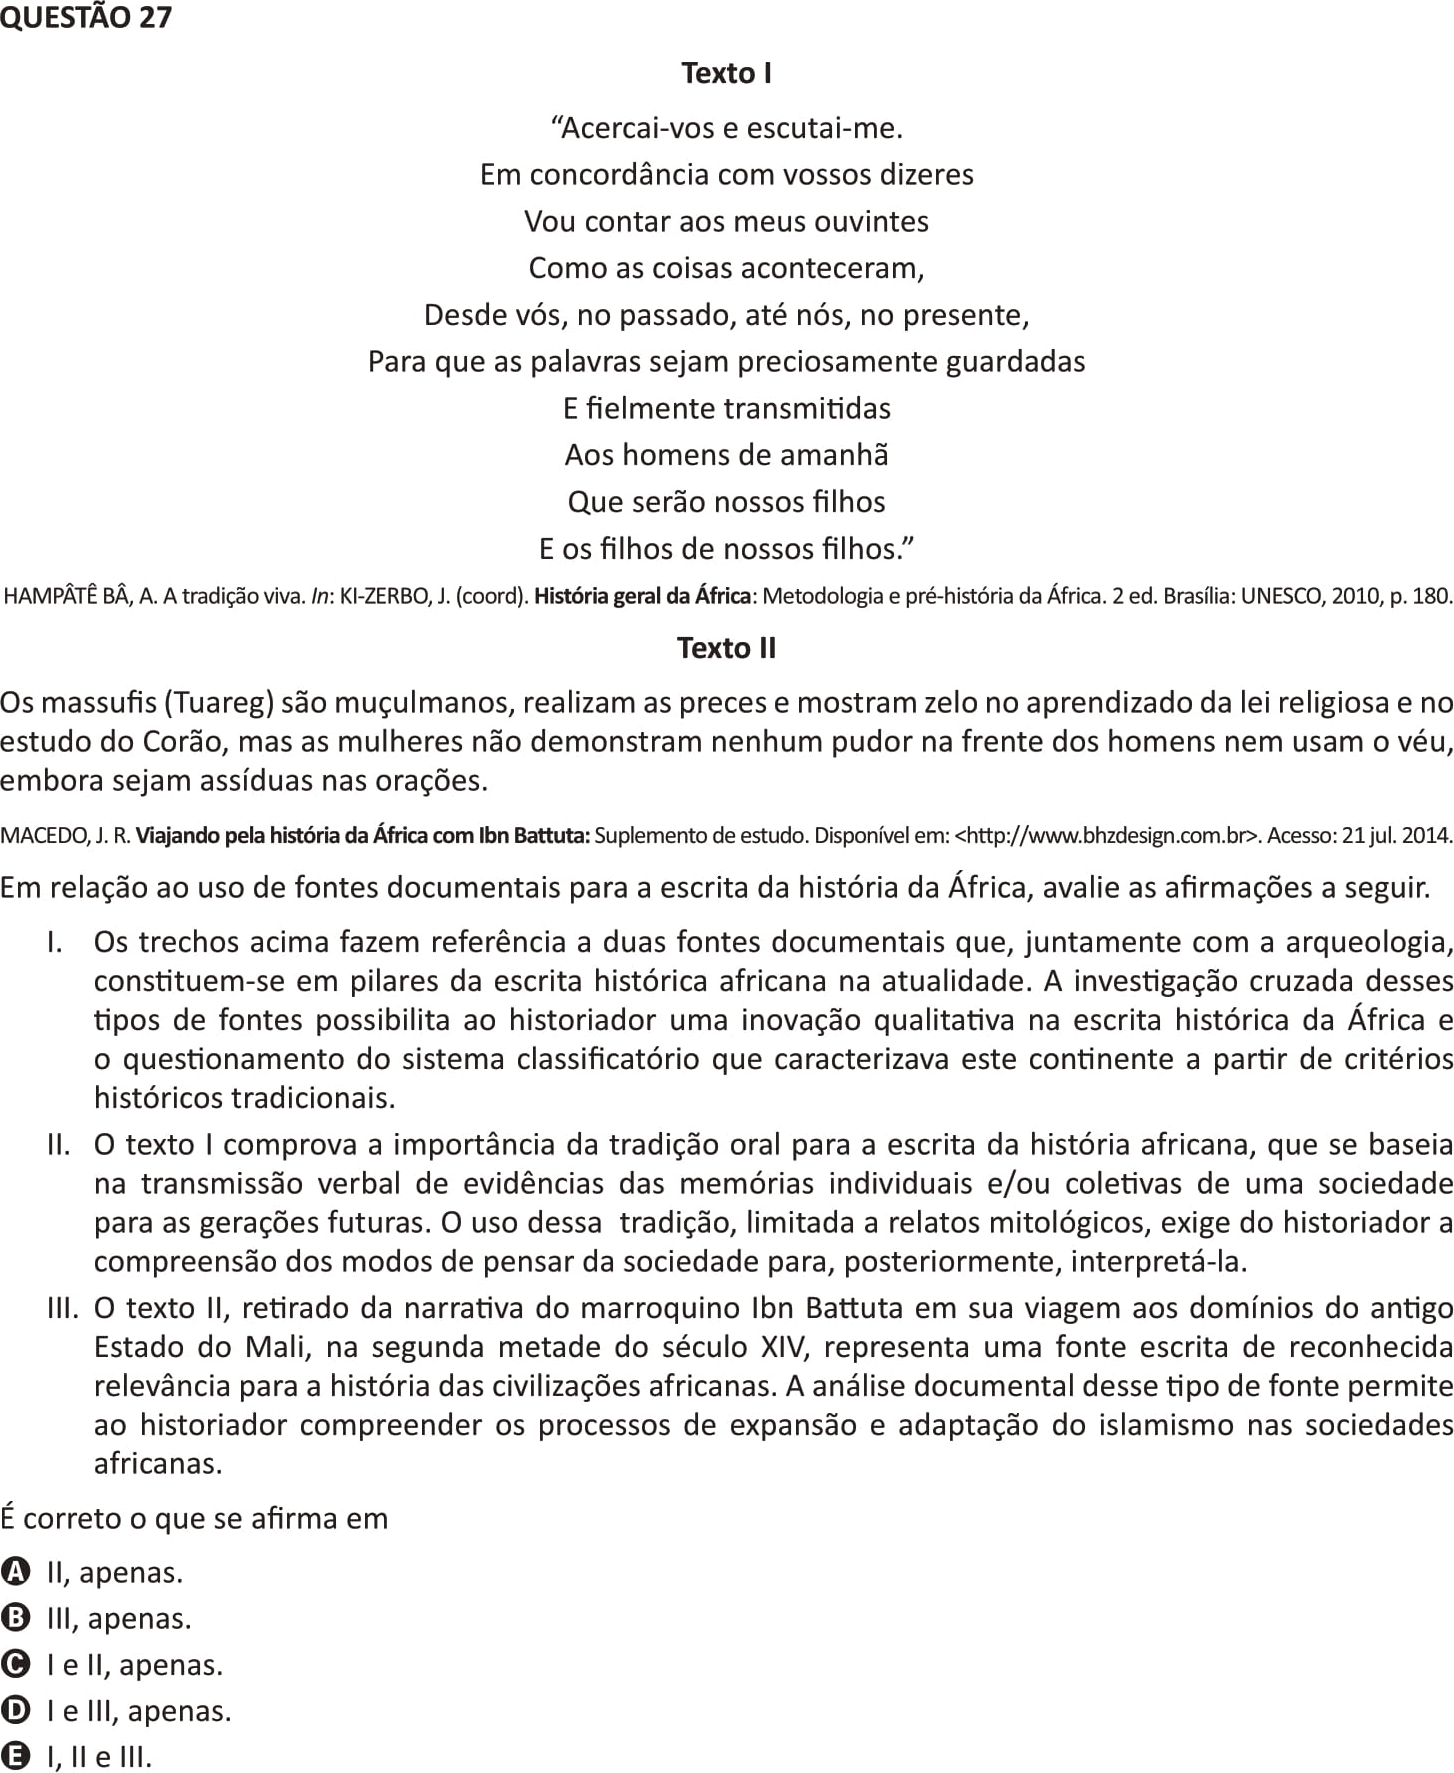 QUESTÃO 27
Texto I
“Acercai-vos e escutai-me.
Em concordância com vossos dizeres
Vou contar aos meus ouvintes
Como as coisas aconteceram,
Desde vós, no passado, até nós, no presente,
Para que as palavras sejam preciosamente guardadas
E fielmente transmitidas
Aos homens de amanhã
Que serão nossos filhos
E os filhos de nossos filhos.”
HAMPÂTÊ BÂ, A. A tradição viva. In: KI-ZERBO, J. (coord). História geral da África: Metodologia e pré-história da África. 2 ed. Brasília: UNESCO, 2010, p. 180.
Texto II
Os massufis (Tuareg) são muçulmanos, realizam as preces e mostram zelo no aprendizado da lei religiosa e no
estudo do Corão, mas as mulheres não demonstram nenhum pudor na frente dos homens nem usam o véu,
embora sejam assíduas nas orações.
MACEDO, J. R. Viajando pela história da África com Ibn Battuta: Suplemento de estudo. Disponível em: <http://www.bhzdesign.com.br>. Acesso: 21 jul. 2014.
Em relação ao uso de fontes documentais para a escrita da história da África, avalie as afirmações a seguir.
I. Os trechos acima fazem referência a duas fontes documentais que, juntamente com a arqueologia,
constituem-se em pilares da escrita histórica africana na atualidade. A investigação cruzada desses
tipos de fontes possibilita ao historiador uma inovação qualitativa na escrita histórica da África e
o questionamento do sistema classificatório que caracterizava este continente a partir de critérios
históricos tradicionais.
II. O texto I comprova a importância da tradição oral para a escrita da história africana, que se baseia
na transmissão verbal de evidências das memórias individuais e/ou coletivas de uma sociedade
para as gerações futuras. O uso dessa tradição, limitada a relatos mitológicos, exige do historiador a
compreensão dos modos de pensar da sociedade para, posteriormente, interpretá-la.
III. O texto II, retirado da narrativa do marroquino Ibn Battuta em sua viagem aos domínios do antigo
Estado do Mali, na segunda metade do século XIV, representa uma fonte escrita de reconhecida
relevância para a história das civilizações africanas. A análise documental desse tipo de fonte permite
ao historiador compreender os processos de expansão e adaptação do islamismo nas sociedades
africanas.
É correto o que se afirma em
A II, apenas.
B III, apenas.
C I e II, apenas.
D I e III, apenas.
E I, II e III.